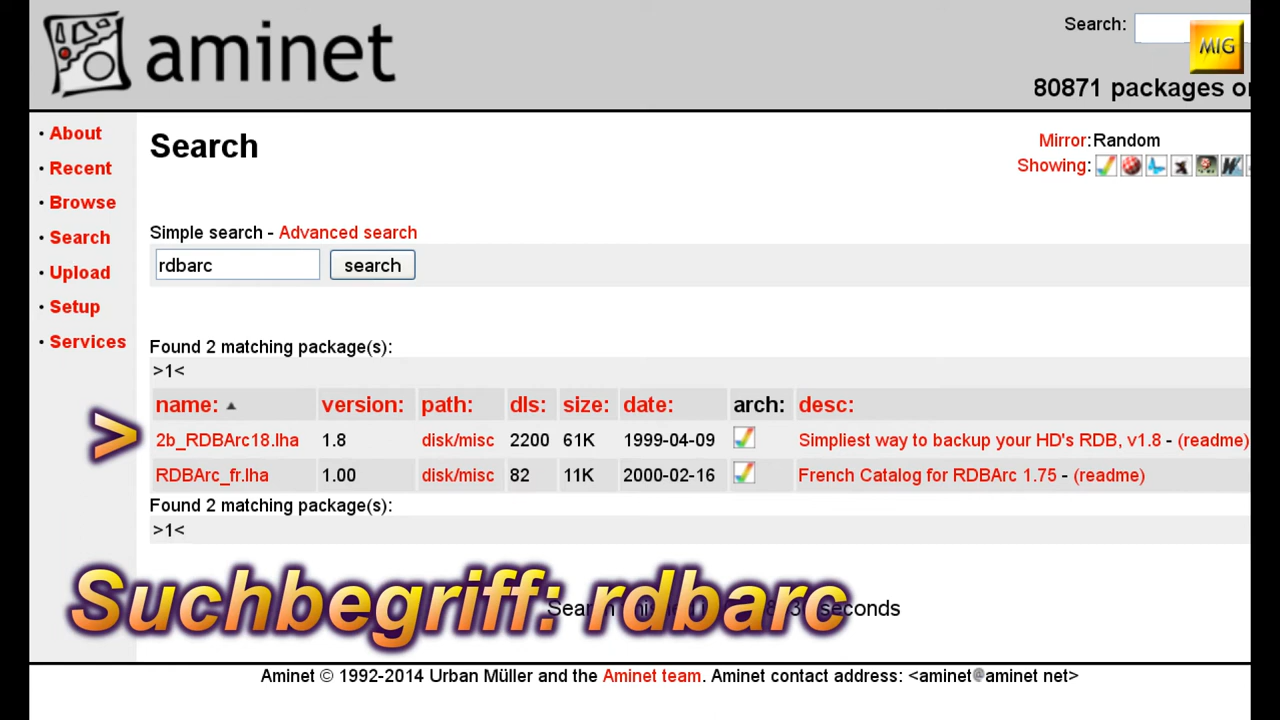 aminet
Search:
MIG
80871 packages
• About
• Recent
• Browse
• Search
• Upload
• Setup
• Services
Search
Mirror:Random
Showing:
Simple search - Advanced search
rdbarc
search
Found 2 matching package(s):
>1<
name: version: path: dls: size: date: arch: desc:
> 2b_RDBArc18.lha 1.8 disk/misc 2200 61K 1999-04-09 Simpliest way to backup your HD's RDB, v1.8 - (readme)
RDBArc_fr.lha 1.00 disk/misc 82 11K 2000-02-16 French Catalog for RDBArc 1.75 - (readme)
Found 2 matching package(s):
>1<
Suchbegriff: rdbarc
seconds
Aminet © 1992-2014 Urban Müller and the Aminet team. Aminet contact address: <aminet@aminet net>